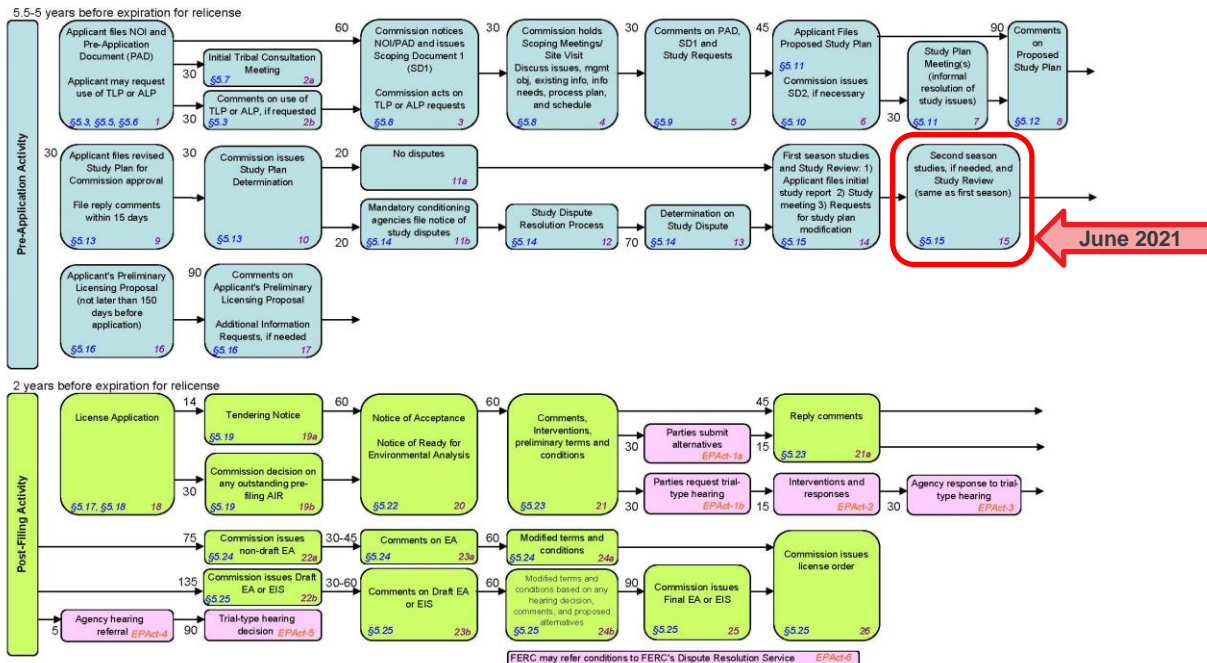 5.5-5 years before expiration for relicense
Pre-Application Activity
Applicant files NOI and
Pre-Application
Document (PAD)
Applicant may request
use of TLP or ALP
§5.3, §5.5, §5.6 1
60
30
Initial Tribal Consultation
Meeting
§5.7 2a
30
Comments on use of
TLP or ALP, if requested
§5.3 2b
Commission notices
NOI/PAD and issues
Scoping Document 1
(SD1)
Commission acts on
TLP or ALP requests
§5.8 3
30
Commission holds
Scoping Meetings/
Site Visit
Discuss issues, mgmt
obj, existing info, info
needs, process plan,
and schedule
§5.8 4
30
Comments on PAD,
SD1 and
Study Requests
§5.9 5
45
Applicant Files
Proposed Study Plan
§5.11
Commission issues
SD2, if necessary
§5.10 6
90
30
Study Plan
Meeting(s)
(informal
resolution of
study issues)
§5.11 7
Comments
on
Proposed
Study Plan
§5.12 8
30
Applicant files revised
Study Plan for
Commission approval
File reply comments
within 15 days
§5.13 9
30
Commission issues
Study Plan
Determination
§5.13 10
20
No disputes
11a
20
Mandatory conditioning
agencies file notice of
study disputes
§5.14 11b
Study Dispute
Resolution Process
§5.14 12
70
Determination on
Study Dispute
§5.14 13
First season studies
and Study Review: 1)
Applicant files initial
study report 2) Study
meeting 3) Requests
for study plan
modification
§5.15 14
Second season
studies, if needed, and
Study Review
(same as first season)
§5.15 15
June 2021
Applicant's Preliminary
Licensing Proposal
(not later than 150
days before
application)
§5.16 16
90
Comments on
Applicant's Preliminary
Licensing Proposal
Additional Information
Requests, if needed
§5.16 17
2 years before expiration for relicense
Post-Filing Activity
License Application
§5.17, §5.18 18
14
Tendering Notice
§5.19 19a
30
Commission decision on
any outstanding pre-
filing AIR
§5.19 19b
60
Notice of Acceptance
Notice of Ready for
Environmental Analysis
§5.22 20
60
Comments,
Interventions,
preliminary terms and
conditions
§5.23 21
45
30
Parties submit
alternatives
EPAct-1a
15
Reply comments
§5.23 21a
30
Parties request trial-
type hearing
EPAct-1b
15
Interventions and
responses
EPAct-2
30
Agency response to trial-
type hearing
EPAct-3
75
Commission issues
non-draft EA
§5.24 22a
30-45
Comments on EA
§5.24 23a
60
Modified terms and
conditions
§5.24 24a
Commission issues
license order
§5.25 26
135
Commission issues Draft
EA or EIS
§5.25 22b
30-60
Comments on Draft EA
or EIS
§5.25 23b
60
Modified terms and
conditions based on any
hearing decision,
comments, and proposed
alternatives
§5.25 24b
90
Commission issues
Final EA or EIS
§5.25 25
5
Agency hearing
referral EPAct-4
90
Trial-type hearing
decision EPAct-5
FERC may refer conditions to FERC's Dispute Resolution Service EPAct-6